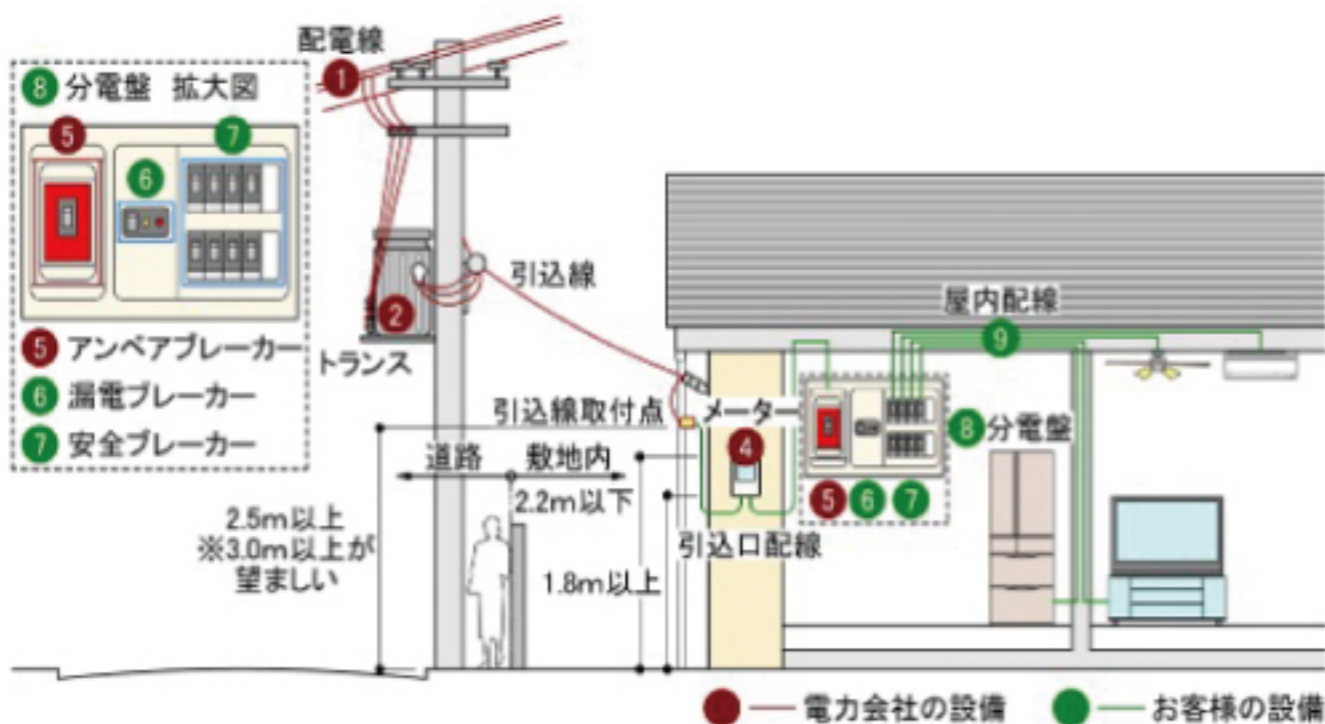 配電線
1
8 分電盤 拡大図
5
7
6
5 アンペアブレーカー
6 漏電ブレーカー
7 安全ブレーカー
2
トランス
引込線
屋内配線
9
引込線取付点
メーター
4
8 分電盤
5 6 7
道路
敷地内
2.5m以上
※3.0m以上が
望ましい
2.2m以下
引込口配線
1.8m以上
電力会社の設備
お客様の設備